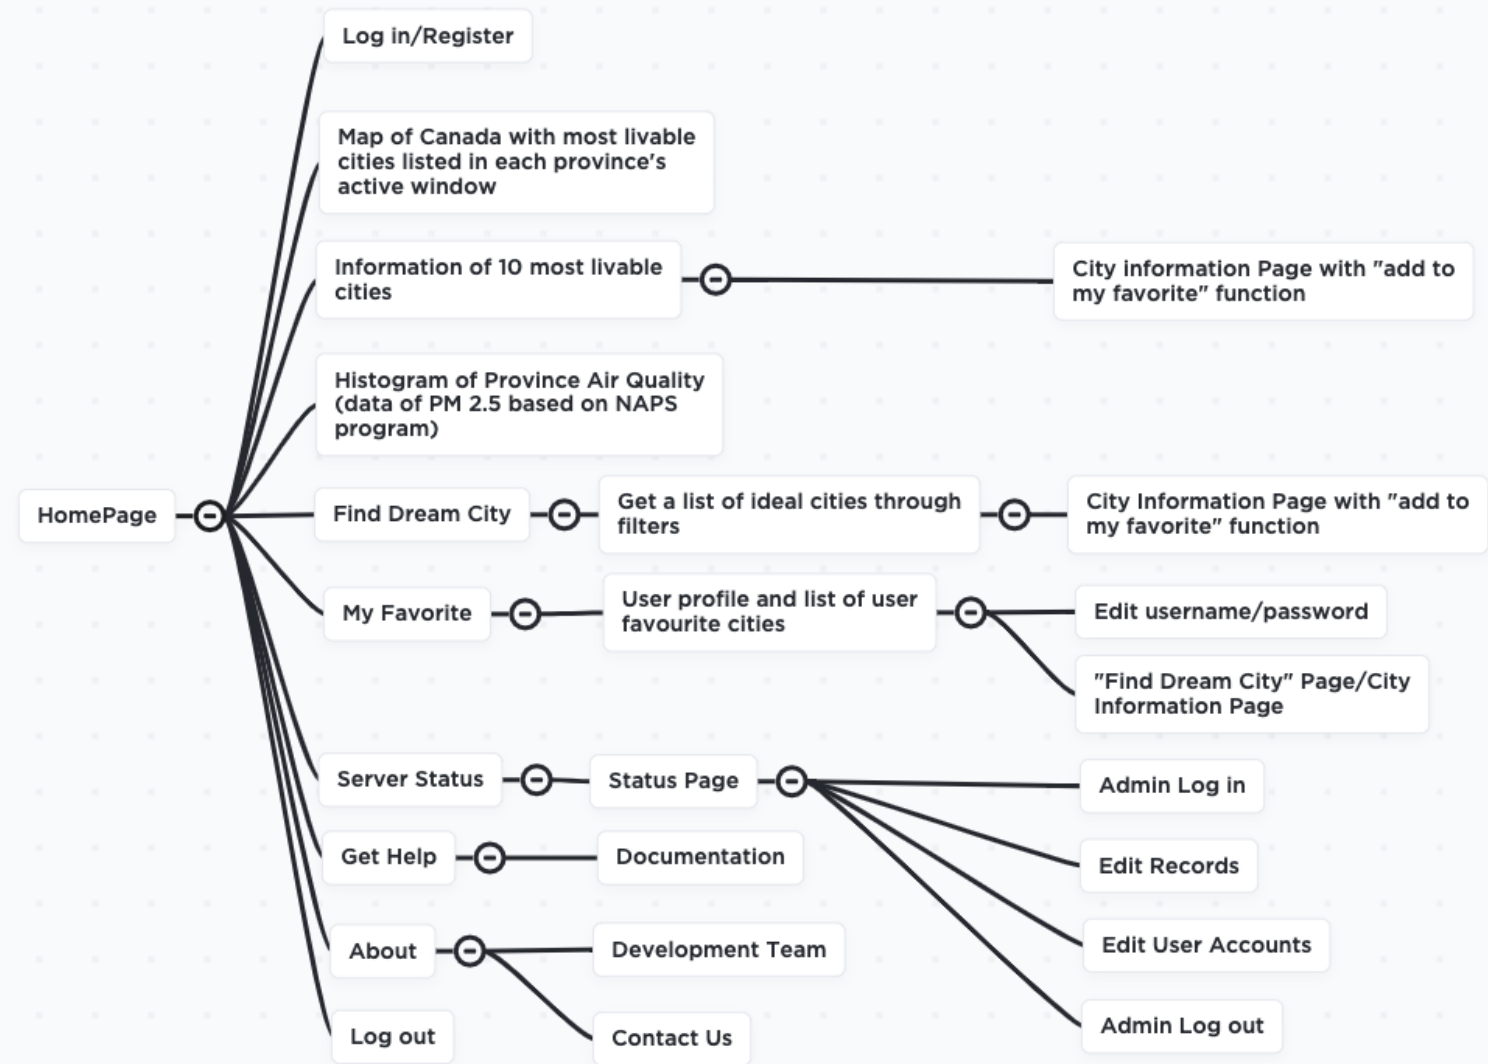 Log in/Register
Map of Canada with most livable
cities listed in each province's
active window
Information of 10 most livable
cities
City information Page with "add to
my favorite" function
Histogram of Province Air Quality
(data of PM 2.5 based on NAPS
program)
HomePage
Find Dream City
Get a list of ideal cities through
filters
City Information Page with "add to
my favorite" function
My Favorite
User profile and list of user
favourite cities
Edit username/password
"Find Dream City" Page/City
Information Page
Server Status
Status Page
Admin Log in
Get Help
Documentation
Edit Records
About
Development Team
Edit User Accounts
Log out
Contact Us
Admin Log out